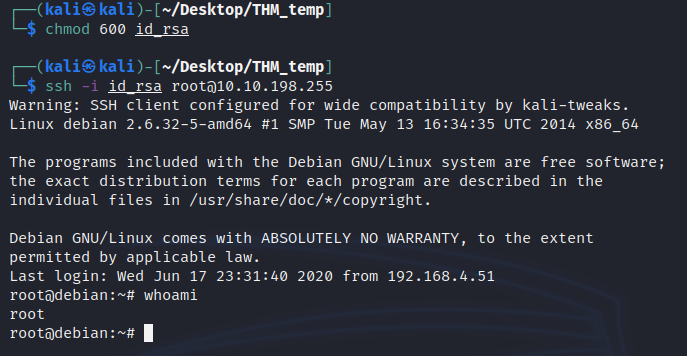 ┌──(kali㉿kali)-[~/Desktop/THM_temp]
└─$ chmod 600 id_rsa
┌──(kali㉿kali)-[~/Desktop/THM_temp]
└─$ ssh -i id_rsa root@10.10.198.255
Warning: SSH client configured for wide compatibility by kali-tweaks.
Linux debian 2.6.32-5-amd64 #1 SMP Tue May 13 16:34:35 UTC 2014 x86_64
The programs included with the Debian GNU/Linux system are free software;
the exact distribution terms for each program are described in the
individual files in /usr/share/doc/*/copyright.
Debian GNU/Linux comes with ABSOLUTELY NO WARRANTY, to the extent
permitted by applicable law.
Last login: Wed Jun 17 23:31:40 2020 from 192.168.4.51
root@debian:~# whoami
root
root@debian:~#